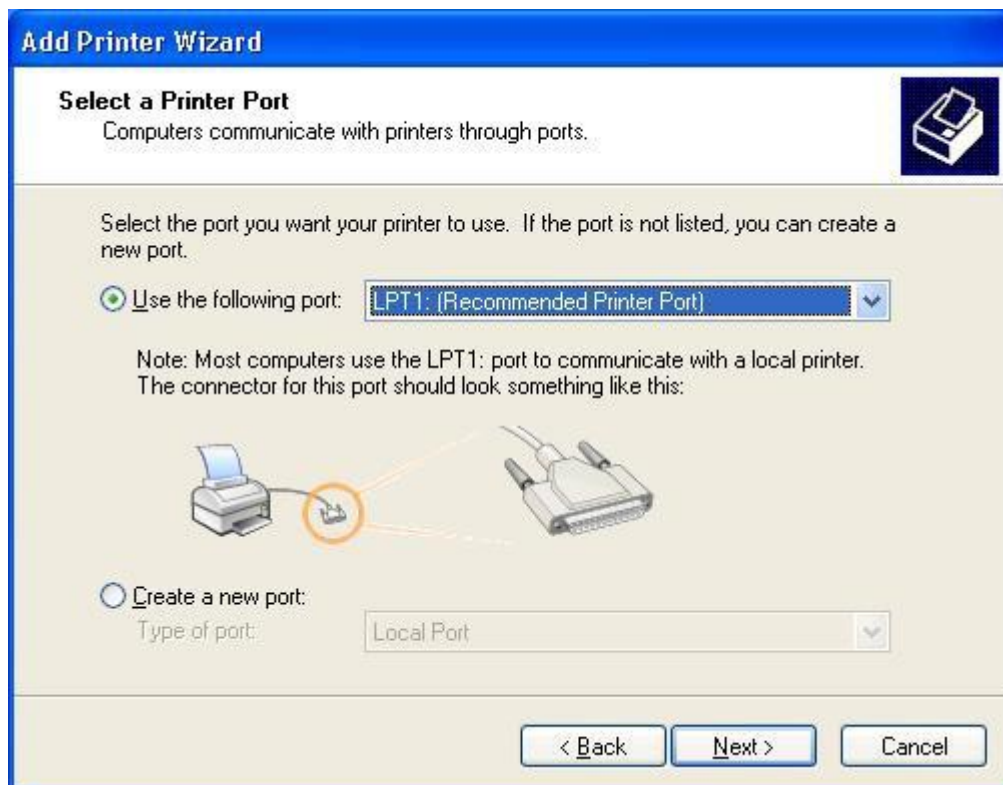 Add Printer Wizard
Select a Printer Port
Computers communicate with printers through ports.
Select the port you want your printer to use. If the port is not listed, you can create a
new port.
Use the following port: LPT1: (Recommended Printer Port)
Note: Most computers use the LPT1: port to communicate with a local printer.
The connector for this port should look something like this:
Create a new port:
Type of port: Local Port
< Back Next > Cancel